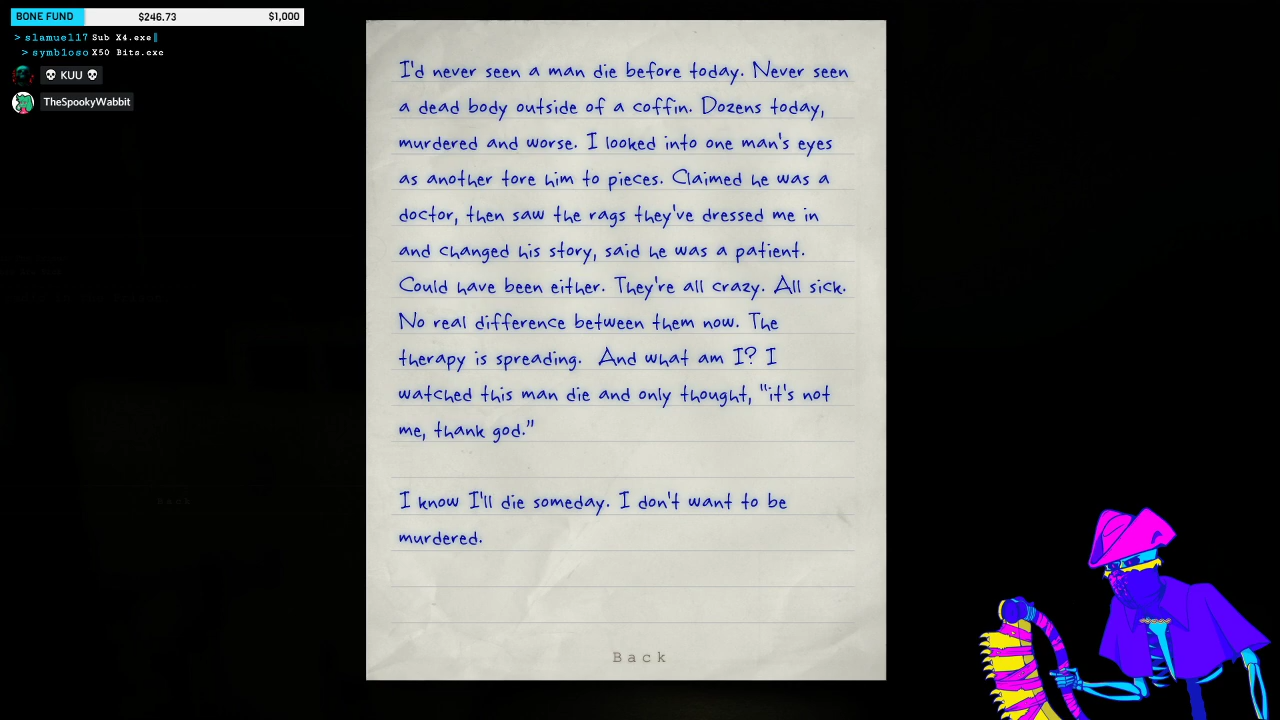 BONE FUND $246.73 $1,000
> slamuel17 Sub X4.exe
> symbloso X50 Bits.exe
KUU
TheSpookyWabbit
I'd never seen a man die before today. Never seen
a dead body outside of a coffin. Dozens today,
murdered and worse. I looked into one man's eyes
as another tore him to pieces. Claimed he was a
doctor, then saw the rags they've dressed me in
and changed his story, said he was a patient.
Could have been either. They're all crazy. All sick.
No real difference between them now. The
therapy is spreading. And what am I? I
watched this man die and only thought, "it's not
me, thank god."
I know I'll die someday. I don't want to be
murdered.
Back